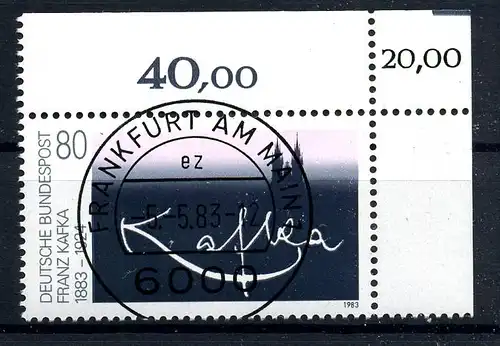 40,00
20,00
80
DEUTSCHE BUNDESPOST
FRANZ KAFKA
1883 – 1924
Kafka
1983
FRANKFURT AM MAIN 1
ez
-5.-5.83-12
6000